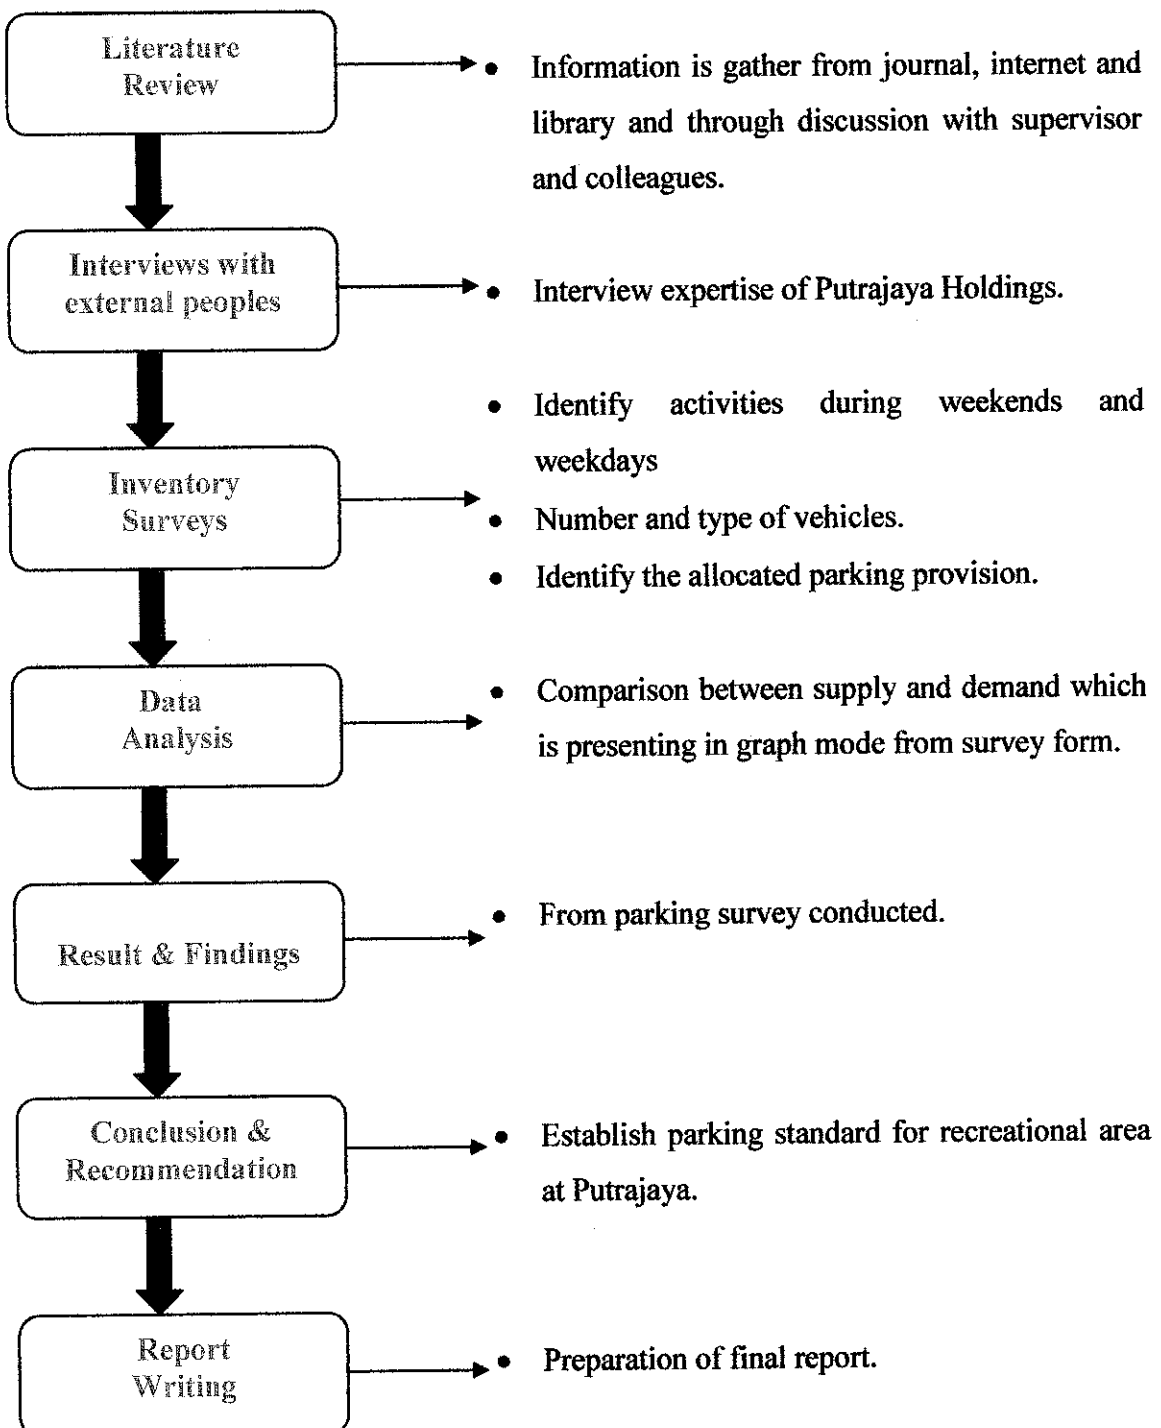 Literature
Review
• Information is gather from journal, internet and
library and through discussion with supervisor
and colleagues.
Interviews with
external peoples
• Interview expertise of Putrajaya Holdings.
Inventory
Surveys
• Identify activities during weekends and
weekdays
• Number and type of vehicles.
• Identify the allocated parking provision.
Data
Analysis
• Comparison between supply and demand which
is presenting in graph mode from survey form.
Result & Findings
• From parking survey conducted.
Conclusion &
Recommendation
• Establish parking standard for recreational area
at Putrajaya.
Report
Writing
• Preparation of final report.